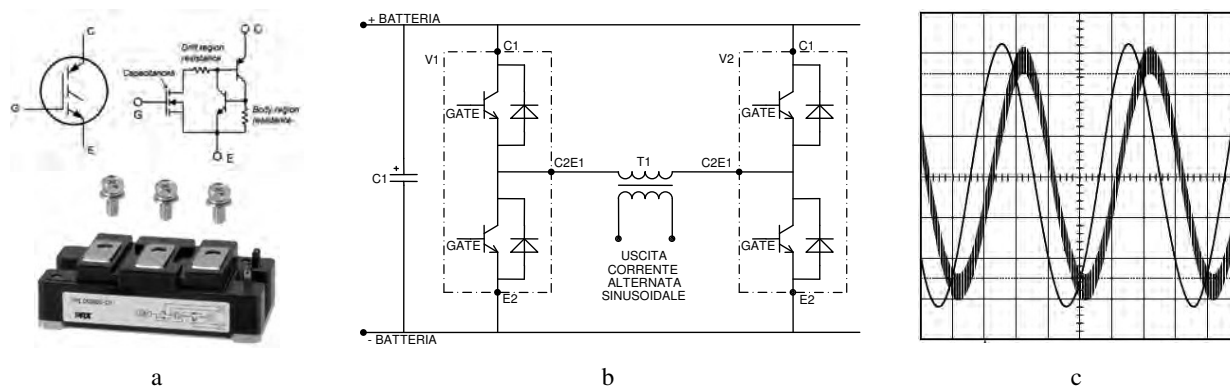 C
Drift region
resistance
C
Capacitances
G
G
Body region
resistance
E
E
a
+ BATTERIA
C1
C1
V1
V2
GATE
GATE
+
C1
C2E1
T1
C2E1
GATE
GATE
USCITA
CORRENTE
ALTERNATA
SINUSOIDALE
E2
E2
- BATTERIA
b
c